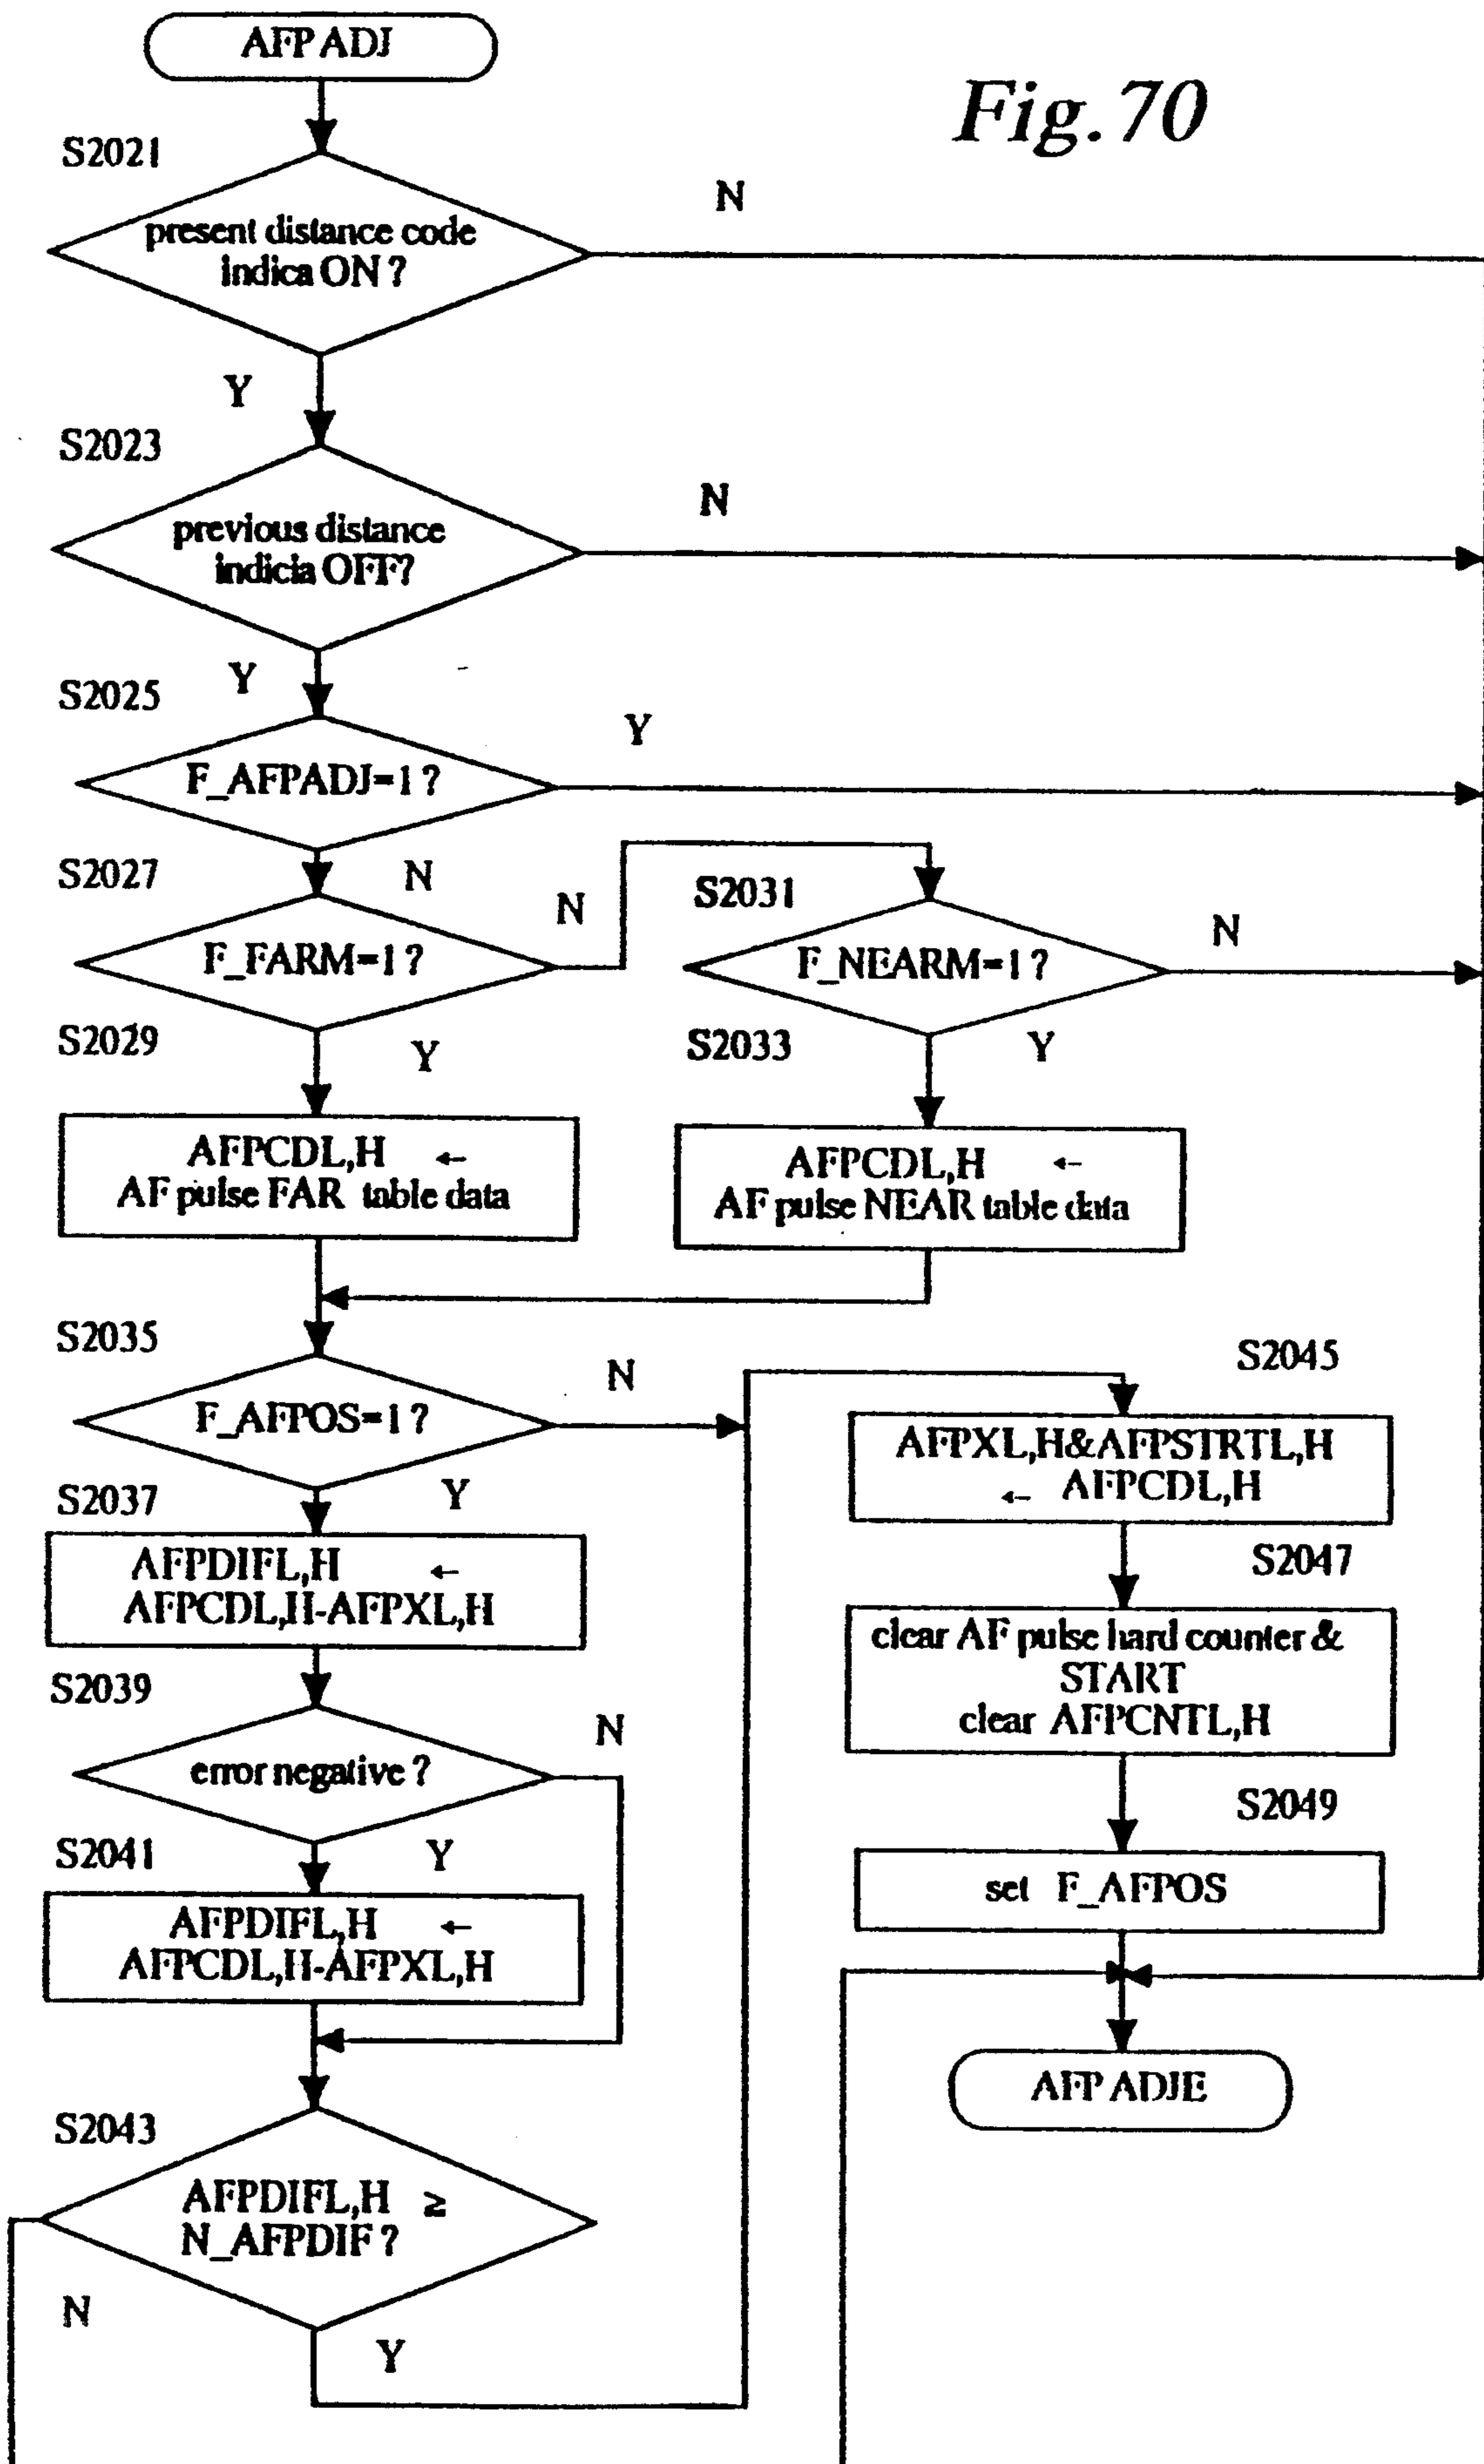 AFP ADJ
Fig. 70
S2021
present distance code
indica ON ?
N
Y
S2023
previous distance
indicia OFF?
N
Y
S2025
F_AFPADJ=1 ?
Y
N
S2027
F_FARM=1 ?
N
Y
S2031
F_NEARM=1 ?
N
Y
S2029
AFPCDL,H ←
AF pulse FAR table data
S2033
AFPCDL,H ←
AF pulse NEAR table data
S2035
F_AFPOS=1 ?
N
Y
S2037
AFPDIFL,H ←
AFPCDL,H-AFPXL,H
S2039
error negative ?
N
Y
S2041
AFPDIFL,H ←
AFPCDL,H-AFPXL,H
S2043
AFPDIFL,H ≥
N_AFPDIF ?
N
Y
S2045
AFPXL,H&AFPSTRTL,H
← AFPCDL,H
S2047
clear AF pulse hard counter &
START
clear AFPCNTL,H
S2049
set F_AFPOS
AFP ADJE